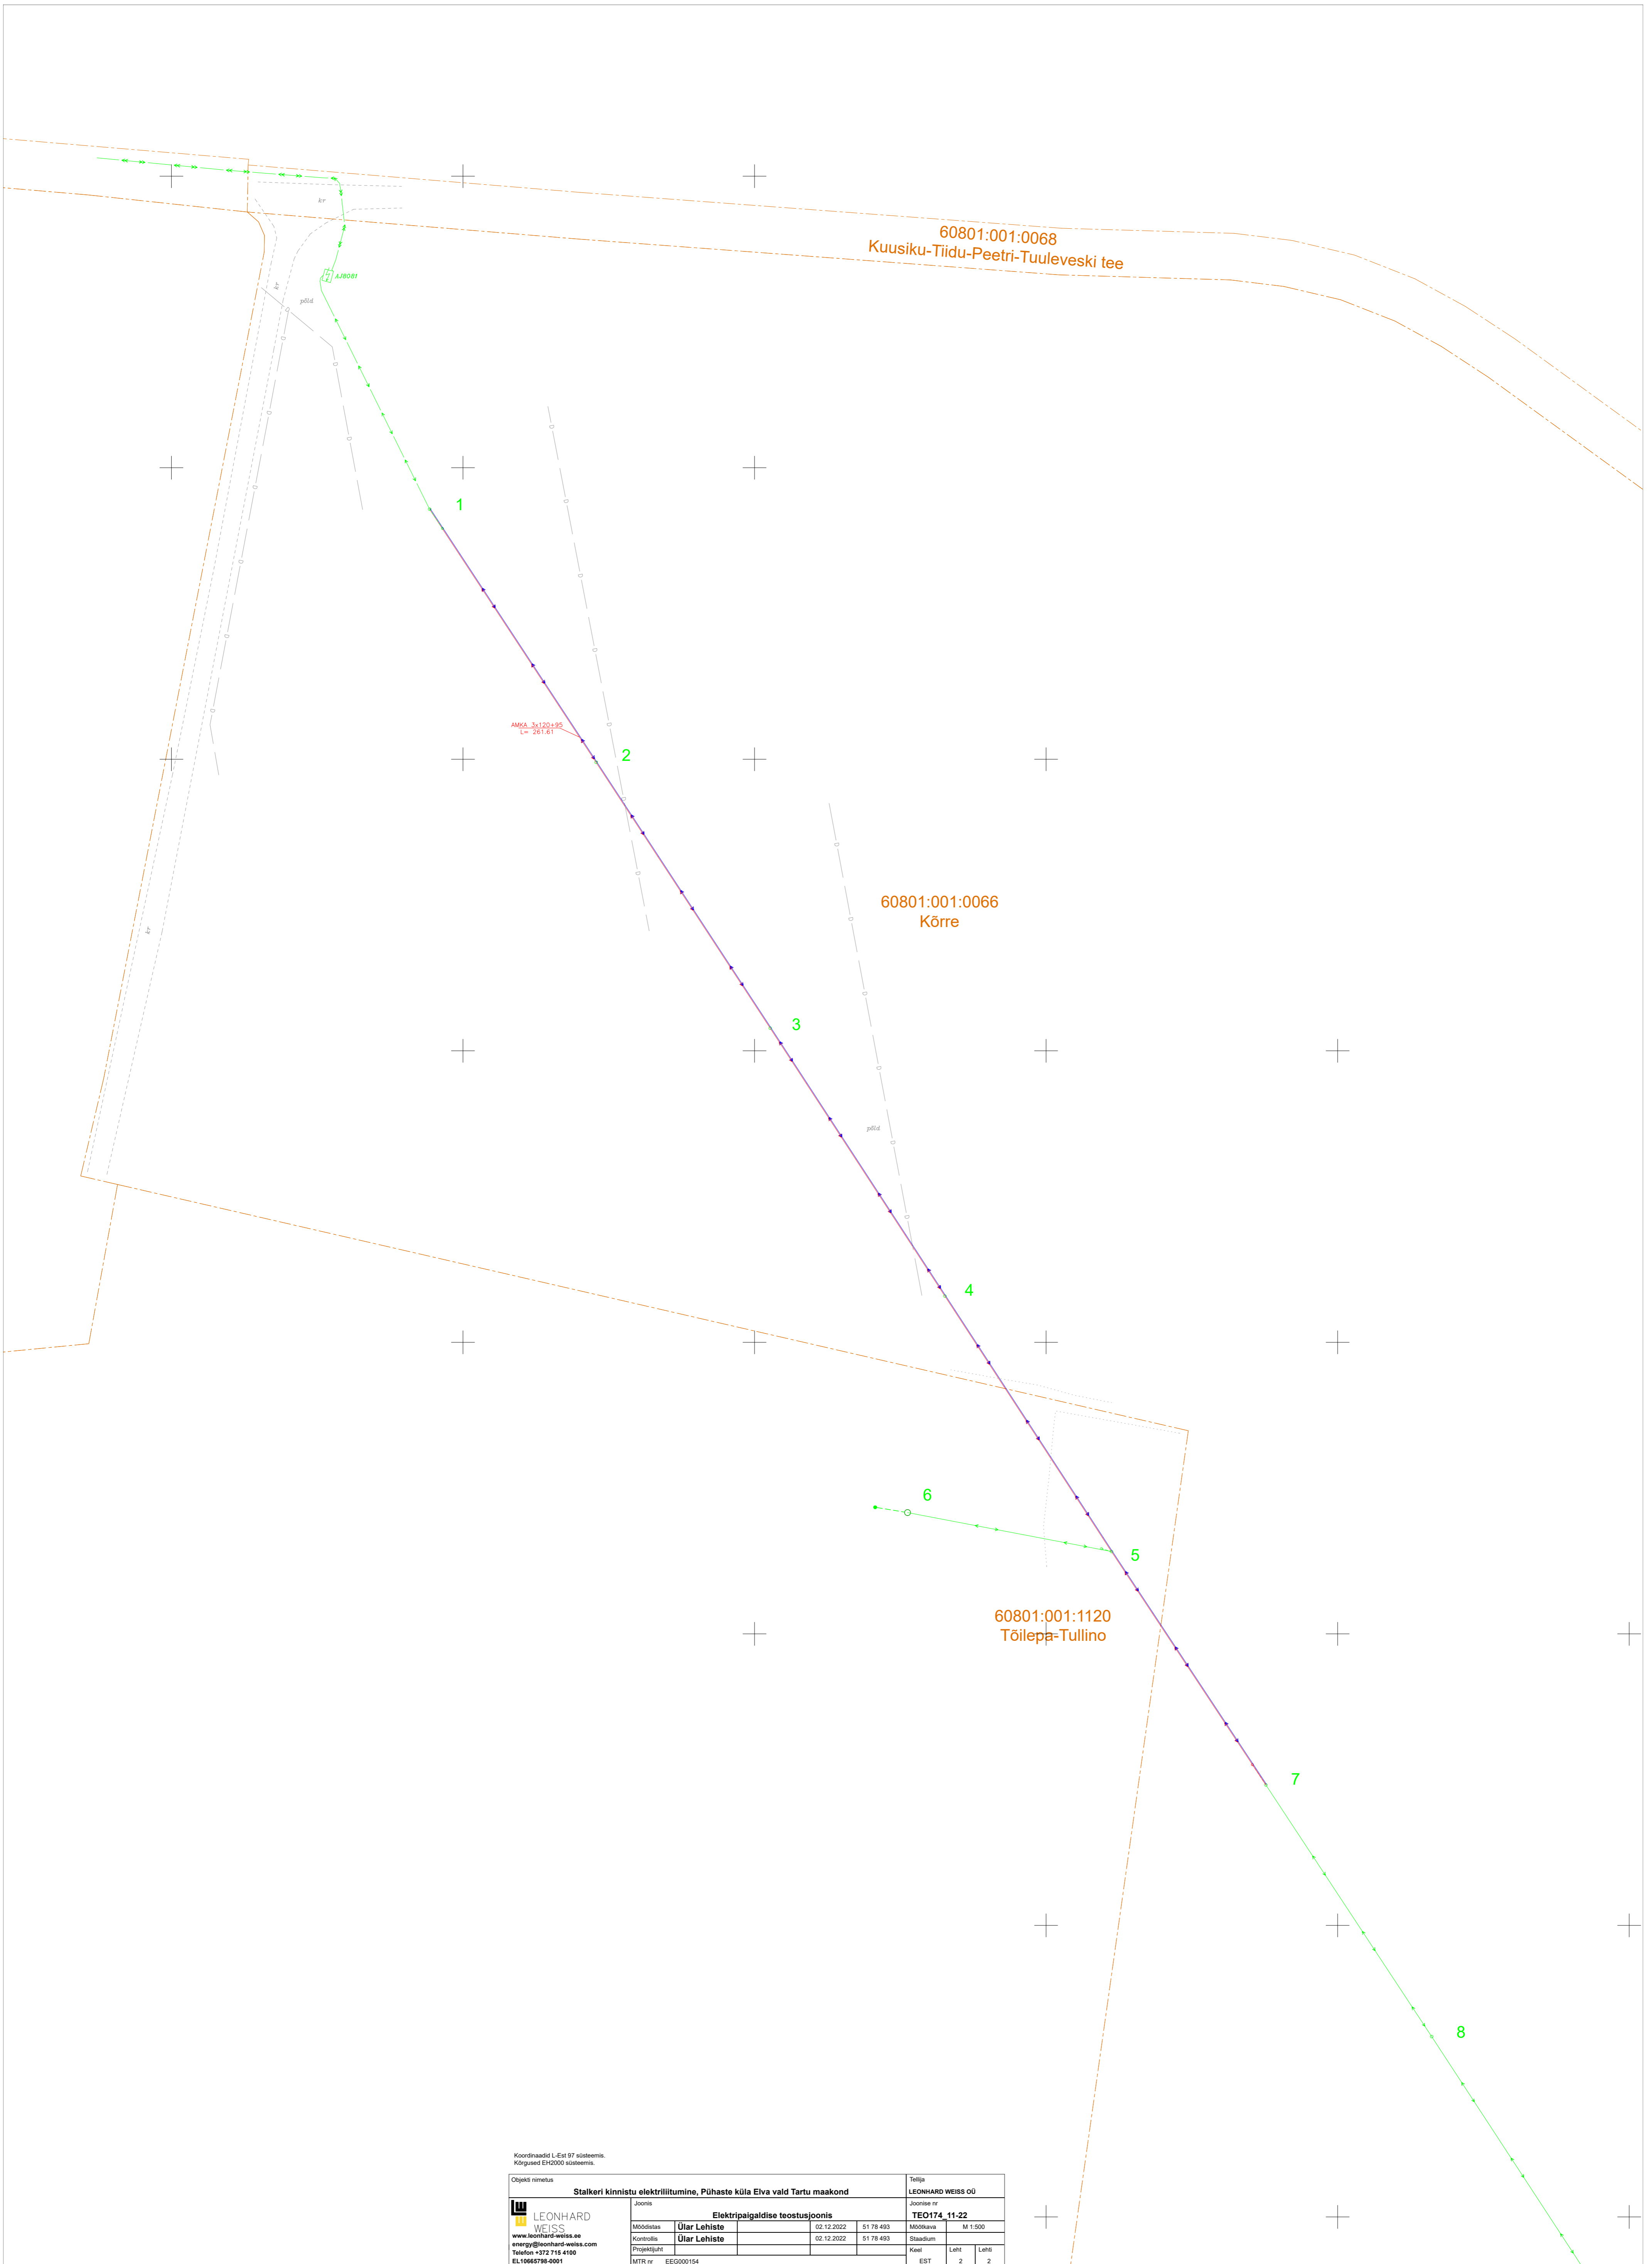 60801:001:0068
Kuusiku-Tiidu-Peetri-Tuuleveski tee
kr
AJ8081
kr
põld
1
AMKA 3x120+95
L= 261.61
2
60801:001:0066
Kõrre
kr
3
põld
4
6
5
60801:001:1120
Tõilepa-Tullino
7
8
Koordinaadid L-Est 97 süsteemis.
Kõrgused EH2000 süsteemis.
Objekti nimetus
Stalkeri kinnistu elektriliitumine, Pühaste küla Elva vald Tartu maakond
Tellija
LEONHARD WEISS OÜ
LEONHARD
WEISS
www.leonhard-weiss.ee
energy@leonhard-weiss.com
Telefon +372 715 4100
EL10665798-0001
Joonis
Elektripaigaldise teostusjoonis
Joonise nr
TEO174_11-22
Mõõdistas Ülar Lehiste 02.12.2022 51 78 493 Mõõtkava M 1:500
Kontrollis Ülar Lehiste 02.12.2022 51 78 493 Staadium
Projektijuht Keel Leht Lehti
MTR nr EEG000154 EST 2 2